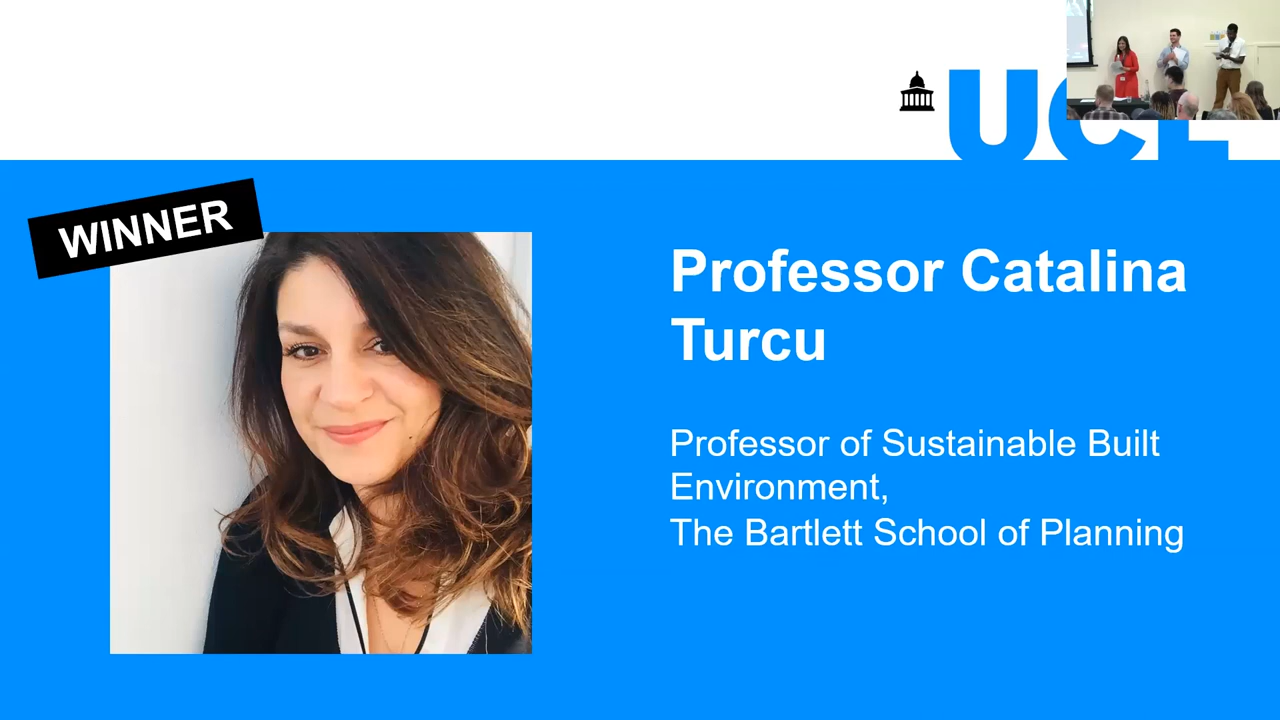 UCL
WINNER
Professor Catalina
Turcu
Professor of Sustainable Built
Environment,
The Bartlett School of Planning